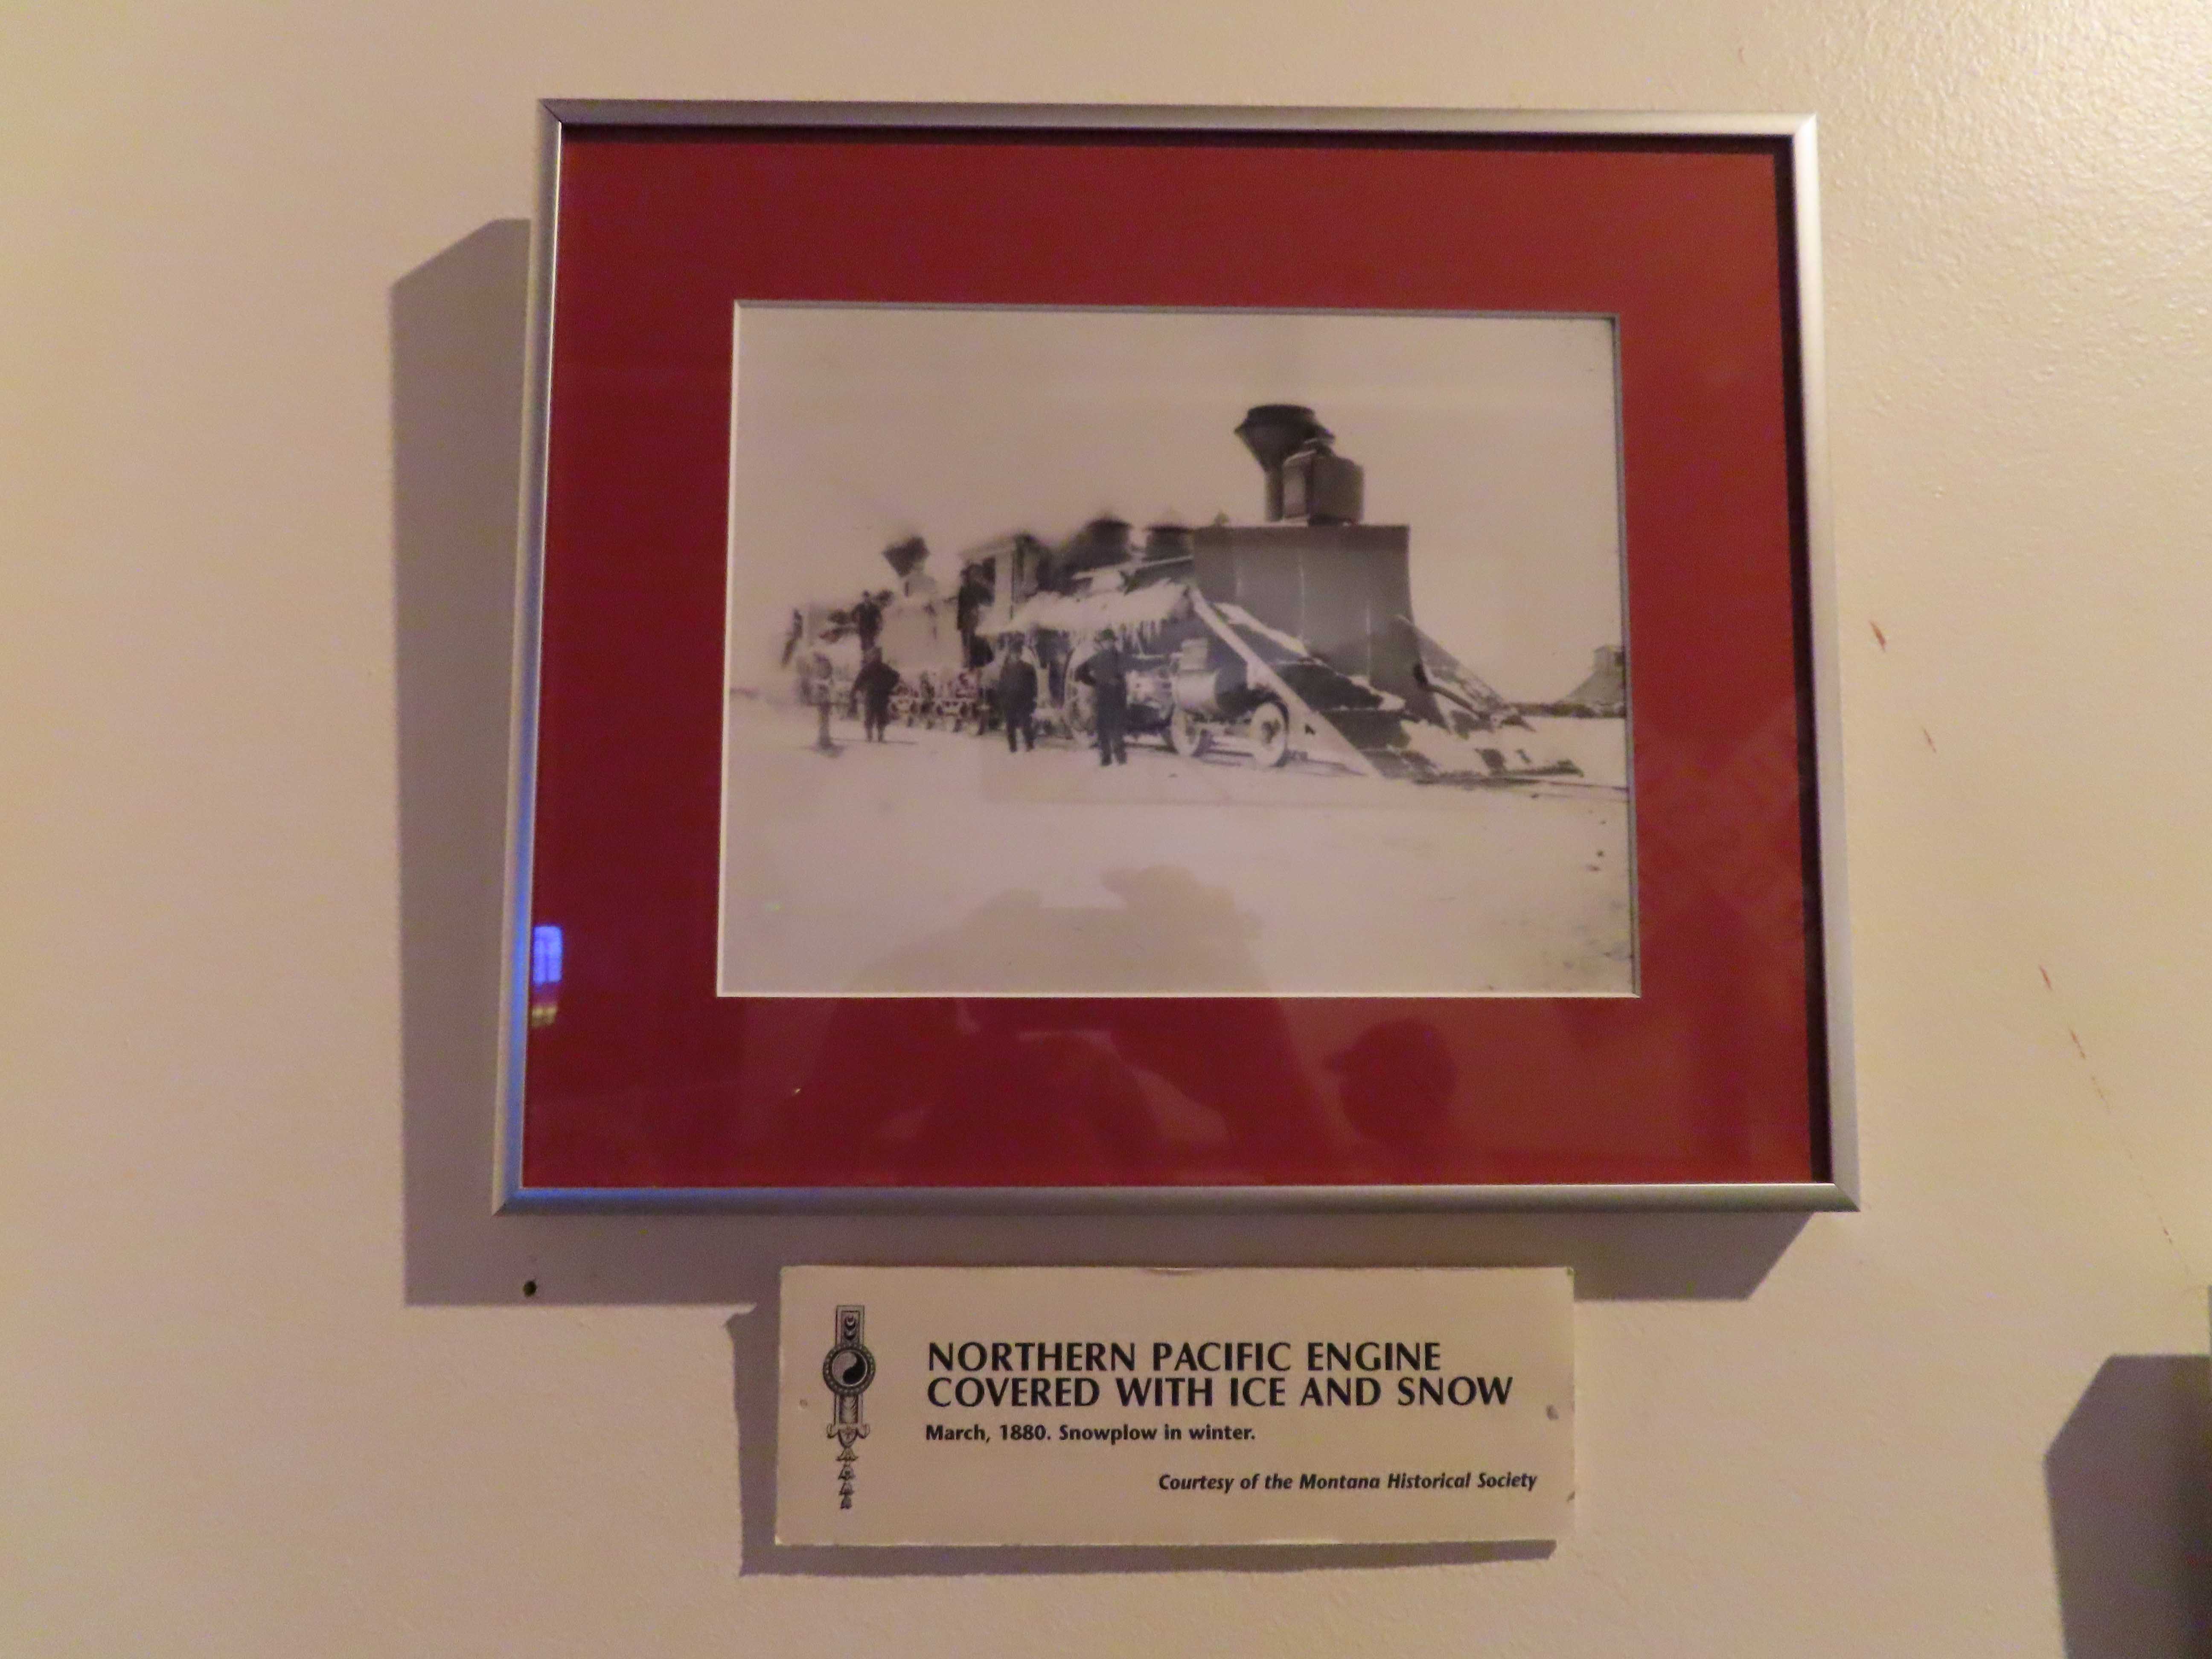 NORTHERN PACIFIC ENGINE
COVERED WITH ICE AND SNOW
March, 1880. Snowplow in winter.
Courtesy of the Montana Historical Society